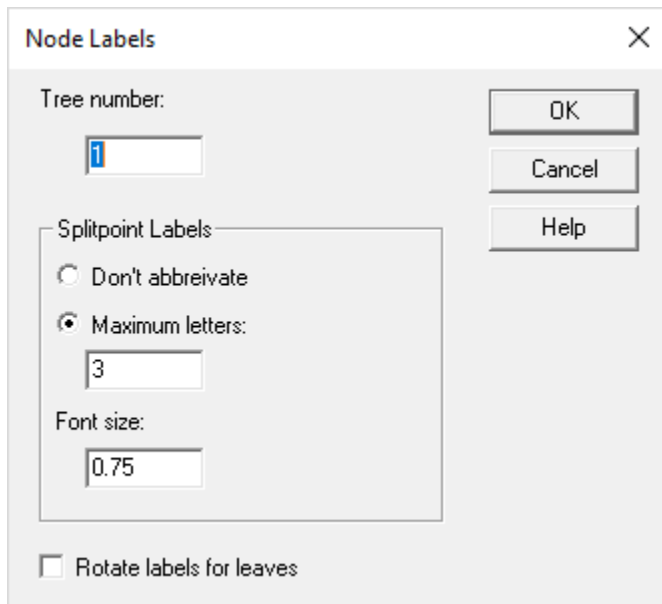 Node Labels
Tree number:
1
OK
Cancel
Help
Splitpoint Labels
Don't abbreivate
Maximum letters:
3
Font size:
0.75
Rotate labels for leaves